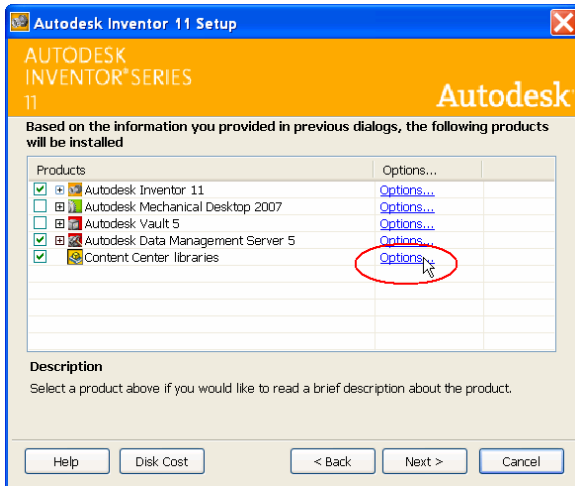 Autodesk Inventor 11 Setup
AUTODESK
INVENTOR®SERIES
11
Autodesk
Based on the information you provided in previous dialogs, the following products
will be installed
Products Options...
Autodesk Inventor 11 Options...
Autodesk Mechanical Desktop 2007 Options...
Autodesk Vault 5 Options...
Autodesk Data Management Server 5 Options...
Content Center libraries Options...
Description
Select a product above if you would like to read a brief description about the product.
Help Disk Cost < Back Next > Cancel